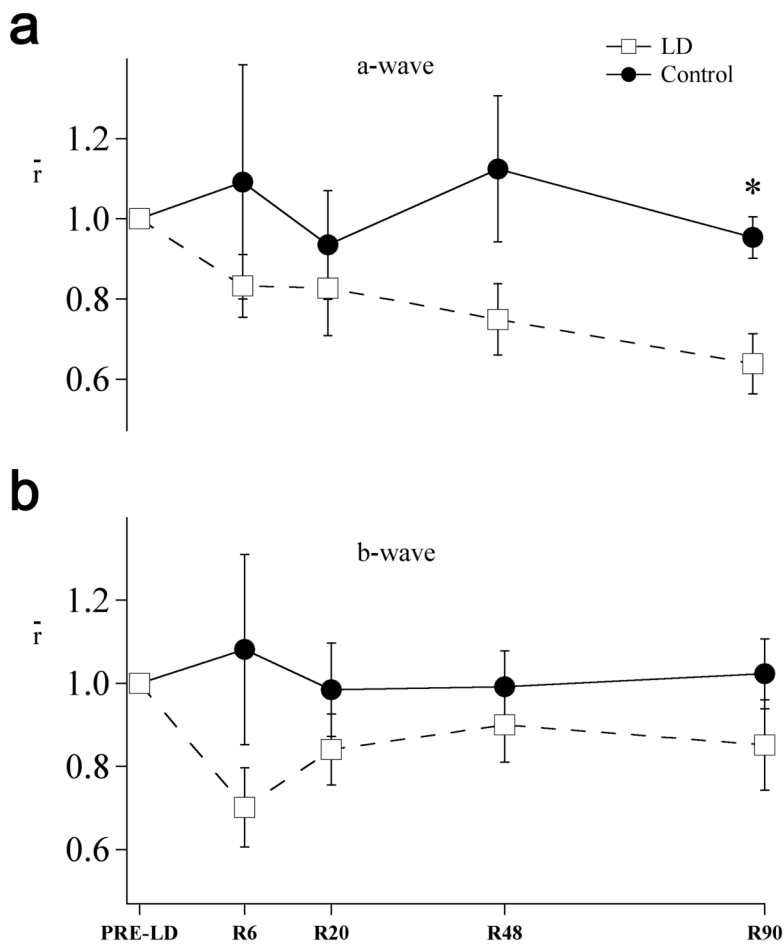 a
a-wave
LD
Control
1.2
r̄
*
1.0
0.8
0.6
b
b-wave
1.2
r̄
1.0
0.8
0.6
PRE-LD R6 R20 R48 R90